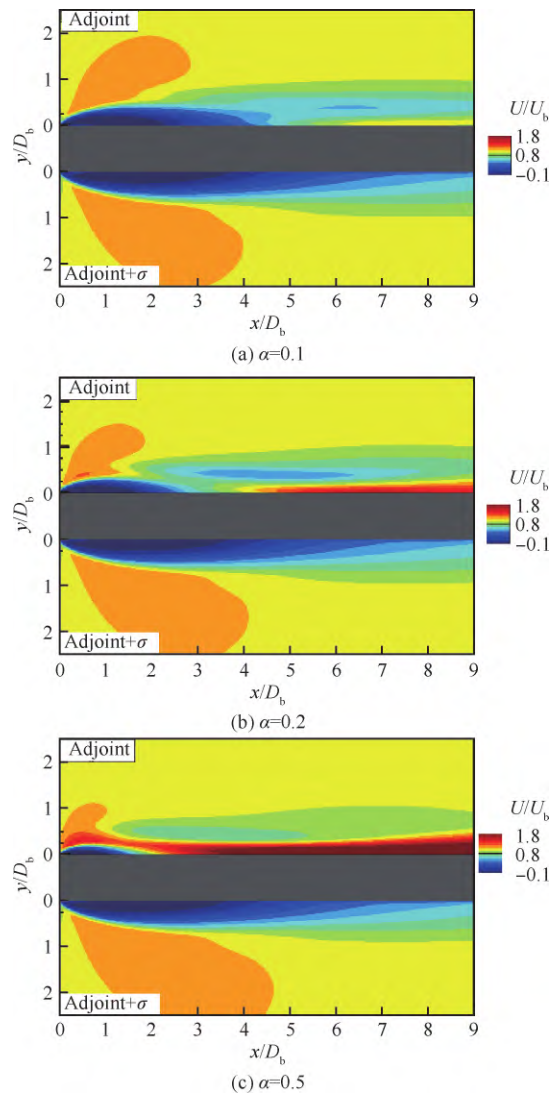 Adjoint
2
1
0
y/D_b
0
1
2
Adjoint+σ
U/U_b
1.8
0.8
−0.1
0 1 2 3 4 5 6 7 8 9
x/D_b
(a) α=0.1
Adjoint
2
1
0
y/D_b
0
1
2
Adjoint+σ
U/U_b
1.8
0.8
−0.1
0 1 2 3 4 5 6 7 8 9
x/D_b
(b) α=0.2
Adjoint
2
1
0
y/D_b
0
1
2
Adjoint+σ
U/U_b
1.8
0.8
−0.1
0 1 2 3 4 5 6 7 8 9
x/D_b
(c) α=0.5